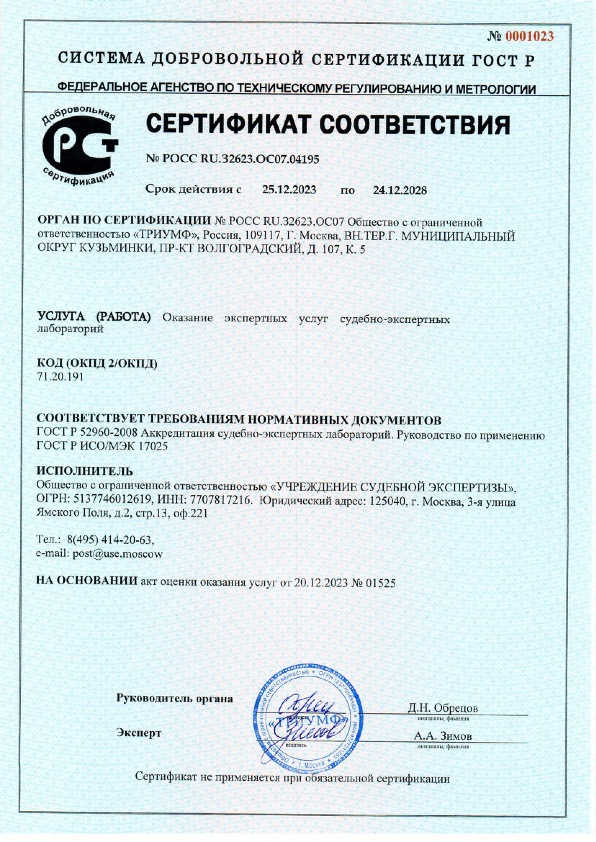 № 0001023
СИСТЕМА ДОБРОВОЛЬНОЙ СЕРТИФИКАЦИИ ГОСТ Р
ФЕДЕРАЛЬНОЕ АГЕНСТВО ПО ТЕХНИЧЕСКОМУ РЕГУЛИРОВАНИЮ И МЕТРОЛОГИИ
Добровольная
сертификация
СЕРТИФИКАТ СООТВЕТСТВИЯ
№ РОСС RU.32623.ОС07.04195
Срок действия с 25.12.2023 по 24.12.2028
ОРГАН ПО СЕРТИФИКАЦИИ № РОСС RU.32623.ОС07 Общество с ограниченной
ответственностью «ТРИУМФ», Россия, 109117, Г. Москва, ВН.ТЕР.Г. МУНИЦИПАЛЬНЫЙ
ОКРУГ КУЗЬМИНКИ, ПР-КТ ВОЛГОГРАДСКИЙ, Д. 107, К. 5
УСЛУГА (РАБОТА) Оказание экспертных услуг судебно-экспертных
лабораторий
КОД (ОКПД 2/ОКПД)
71.20.191
СООТВЕТСТВУЕТ ТРЕБОВАНИЯМ НОРМАТИВНЫХ ДОКУМЕНТОВ
ГОСТ Р 52960-2008 Аккредитация судебно-экспертных лабораторий. Руководство по применению
ГОСТ Р ИСО/МЭК 17025
ИСПОЛНИТЕЛЬ
Общество с ограниченной ответственностью «УЧРЕЖДЕНИЕ СУДЕБНОЙ ЭКСПЕРТИЗЫ»,
ОГРН: 5137746012619, ИНН: 7707817216. Юридический адрес: 125040, г. Москва, 3-я улица
Ямского Поля, д.2, стр.13, оф.221
Тел.: 8(495) 414-20-63,
e-mail: post@use.moscow
НА ОСНОВАНИИ акт оценки оказания услуг от 20.12.2023 № 01525
Руководитель органа
Д.Н. Обрецов
инициалы, фамилия
«ТРИУМФ»
Эксперт
А.А. Зимов
подпись
инициалы, фамилия
г. Москва
Сертификат не применяется при обязательной сертификации